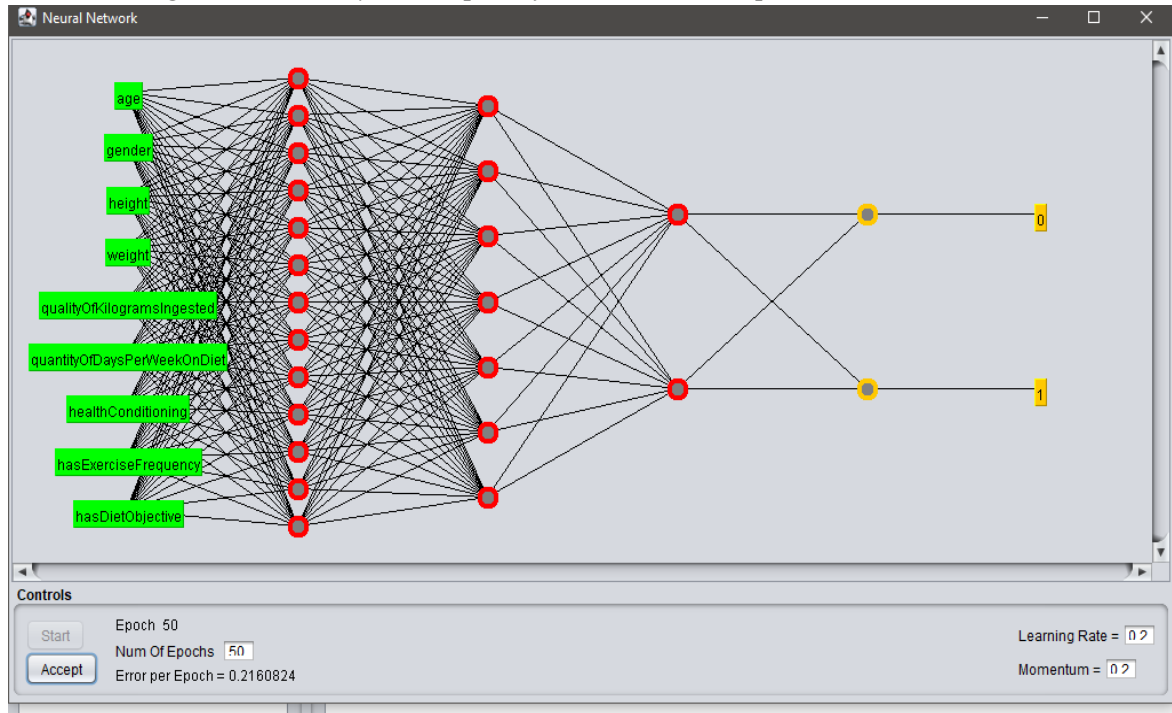 Neural Network
age
gender
height
weight
qualityOfKilogramsIngested
quantityOfDaysPerWeekOnDiet
healthConditioning
hasExerciseFrequency
hasDietObjective
0
1
Controls
Start
Accept
Epoch 50
Num Of Epochs 50
Error per Epoch = 0.2160824
Learning Rate = 0.2
Momentum = 0.2